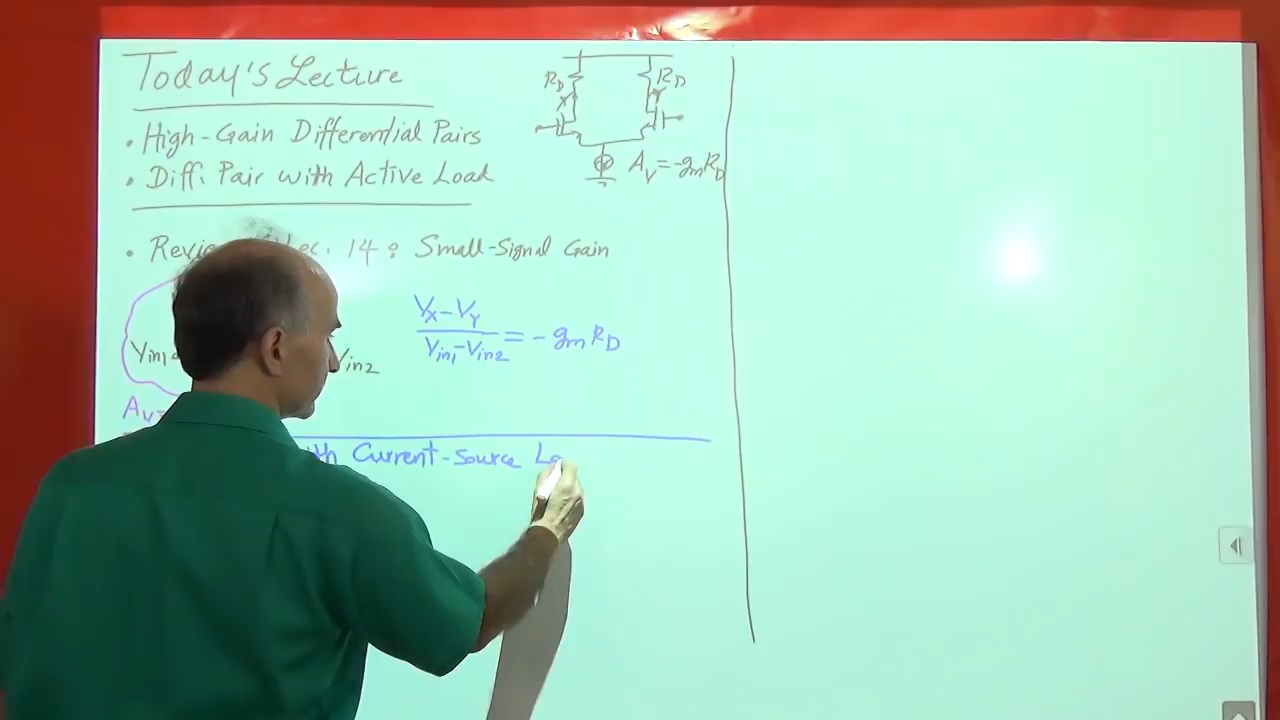 Today's Lecture
• High-Gain Differential Pairs
• Diff. Pair with Active Load
R_D R_D
X Y
A_V = -g_m R_D
• 14: Small-Signal Gain
V_X - V_Y
V_in1 - V_in2
= - g_m R_D
V_in1 V_in2
A_V =
Current-Source